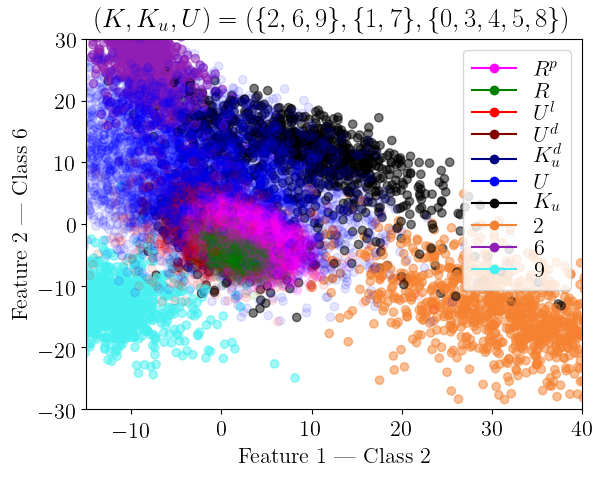 (K, K_u, U) = ({2, 6, 9}, {1, 7}, {0, 3, 4, 5, 8})
30
20
10
0
−10
−20
−30
Feature 2 — Class 6
R^p
R
U^l
U^d
K_u^d
U
K_u
2
6
9
−10
0
10
20
30
40
Feature 1 — Class 2